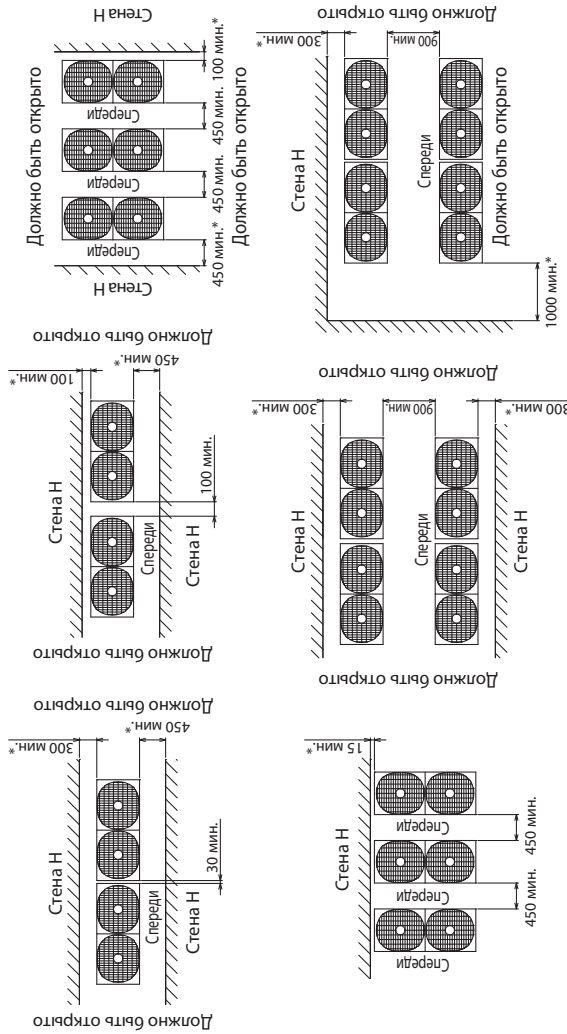 Стена Н
300 мин.*
Должно быть открыто
Должно быть открыто
Спереди
450 мин.*
Стена Н
30 мин.
Стена Н
100 мин.*
Должно быть открыто
Должно быть открыто
Спереди
450 мин.*
Стена Н
100 мин.
Должно быть открыто
Стена Н
Стена Н
Спереди
Спереди
Спереди
450 мин.*
450 мин.
450 мин.
100 мин.*
Должно быть открыто
Стена Н
15 мин.*
Спереди
Спереди
Спереди
450 мин.
450 мин.
Стена Н
300 мин.*
Должно быть открыто
Должно быть открыто
900 мин.
Спереди
300 мин.*
Стена Н
Стена Н
300 мин.*
Должно быть открыто
900 мин.
Спереди
Должно быть открыто
1000 мин.*